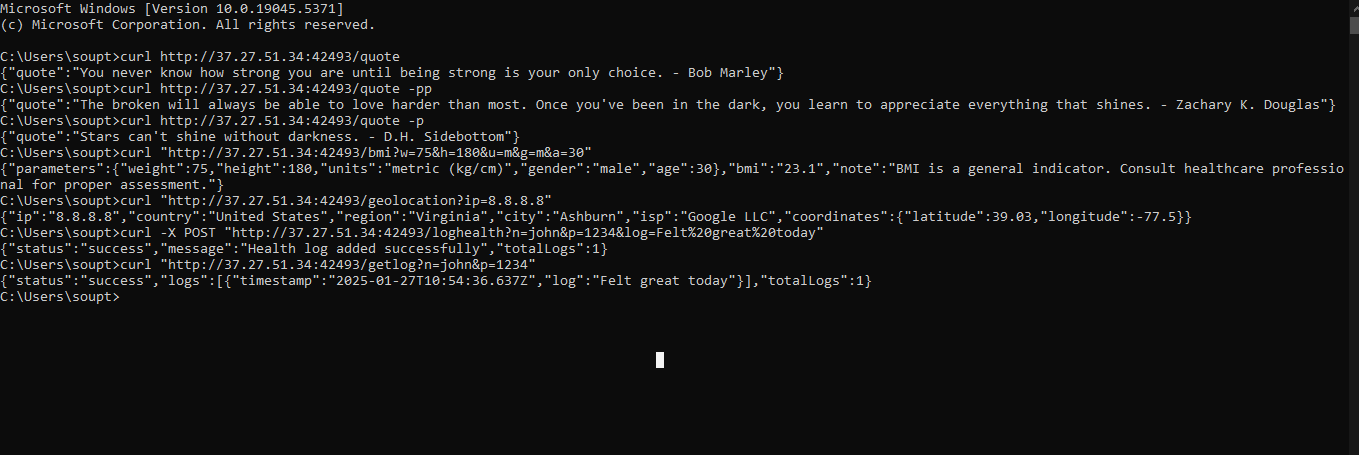 Microsoft Windows [Version 10.0.19045.5371]
(c) Microsoft Corporation. All rights reserved.
C:\Users\soupt>curl http://37.27.51.34:42493/quote
{"quote":"You never know how strong you are until being strong is your only choice. - Bob Marley"}
C:\Users\soupt>curl http://37.27.51.34:42493/quote -pp
{"quote":"The broken will always be able to love harder than most. Once you've been in the dark, you learn to appreciate everything that shines. - Zachary K. Douglas"}
C:\Users\soupt>curl http://37.27.51.34:42493/quote -p
{"quote":"Stars can't shine without darkness. - D.H. Sidebottom"}
C:\Users\soupt>curl "http://37.27.51.34:42493/bmi?w=75&h=180&u=m&g=m&a=30"
{"parameters":{"weight":75,"height":180,"units":"metric (kg/cm)","gender":"male","age":30},"bmi":"23.1","note":"BMI is a general indicator. Consult healthcare professio
nal for proper assessment."}
C:\Users\soupt>curl "http://37.27.51.34:42493/geolocation?ip=8.8.8.8"
{"ip":"8.8.8.8","country":"United States","region":"Virginia","city":"Ashburn","isp":"Google LLC","coordinates":{"latitude":39.03,"longitude":-77.5}}
C:\Users\soupt>curl -X POST "http://37.27.51.34:42493/loghealth?n=john&p=1234&log=Felt%20great%20today"
{"status":"success","message":"Health log added successfully","totalLogs":1}
C:\Users\soupt>curl "http://37.27.51.34:42493/getlog?n=john&p=1234"
{"status":"success","logs":[{"timestamp":"2025-01-27T10:54:36.637Z","log":"Felt great today"}],"totalLogs":1}
C:\Users\soupt>